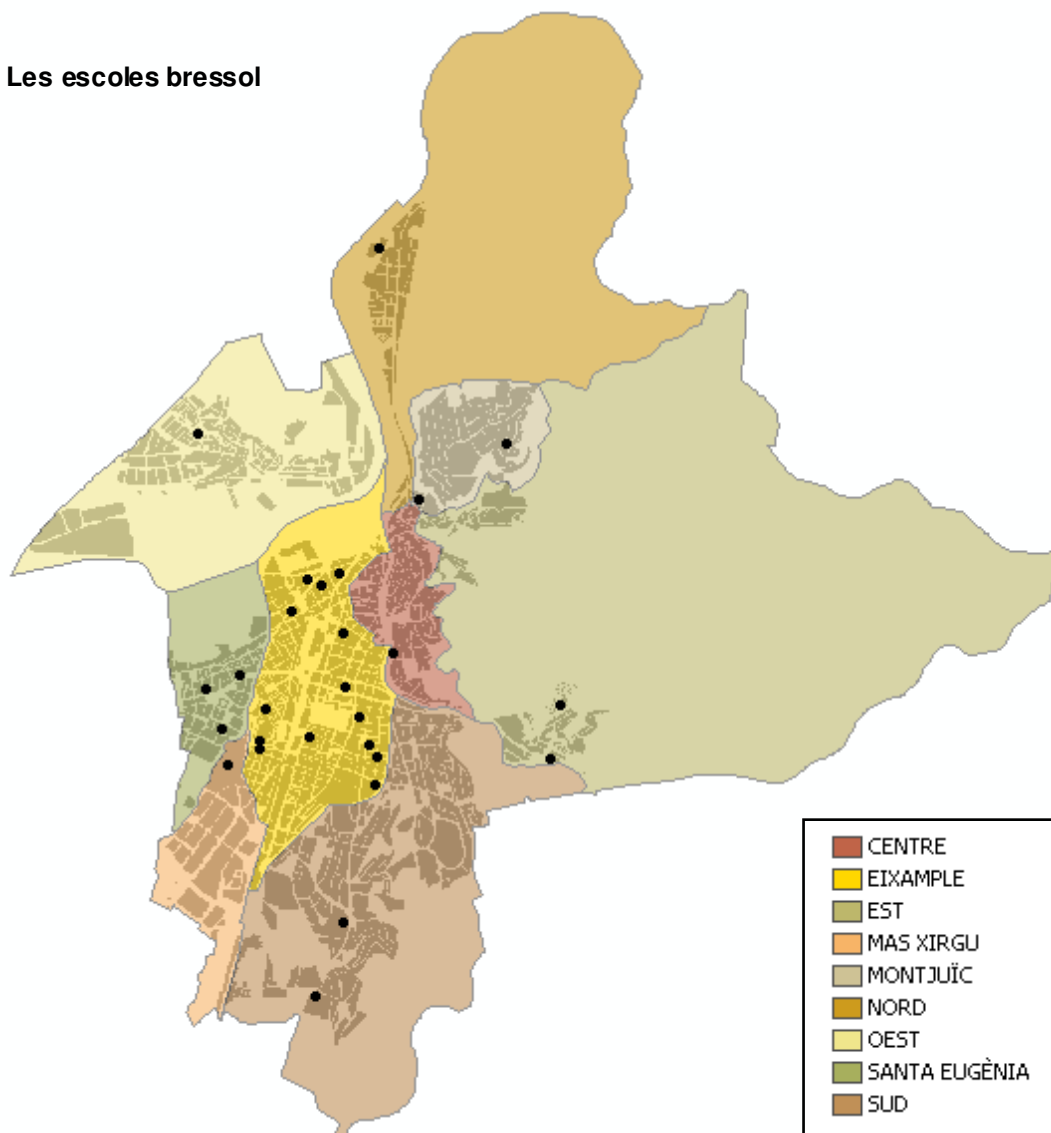 Les escoles bressol
CENTRE
EIXAMPLE
EST
MAS XIRGU
MONTJUÏC
NORD
OEST
SANTA EUGÈNIA
SUD